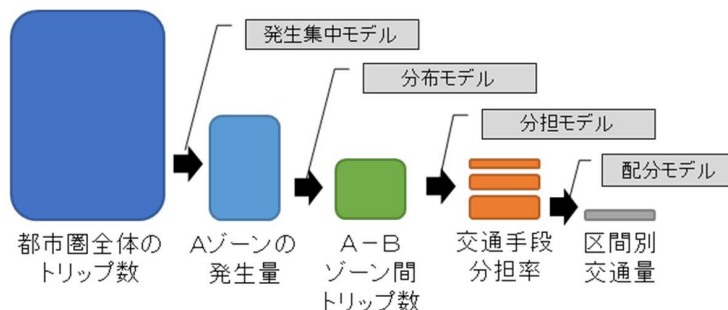 発生集中モデル
分布モデル
分担モデル
配分モデル
都市圏全体の
トリップ数
Aゾーンの
発生量
A－B
ゾーン間
トリップ数
交通手段
分担率
区間別
交通量